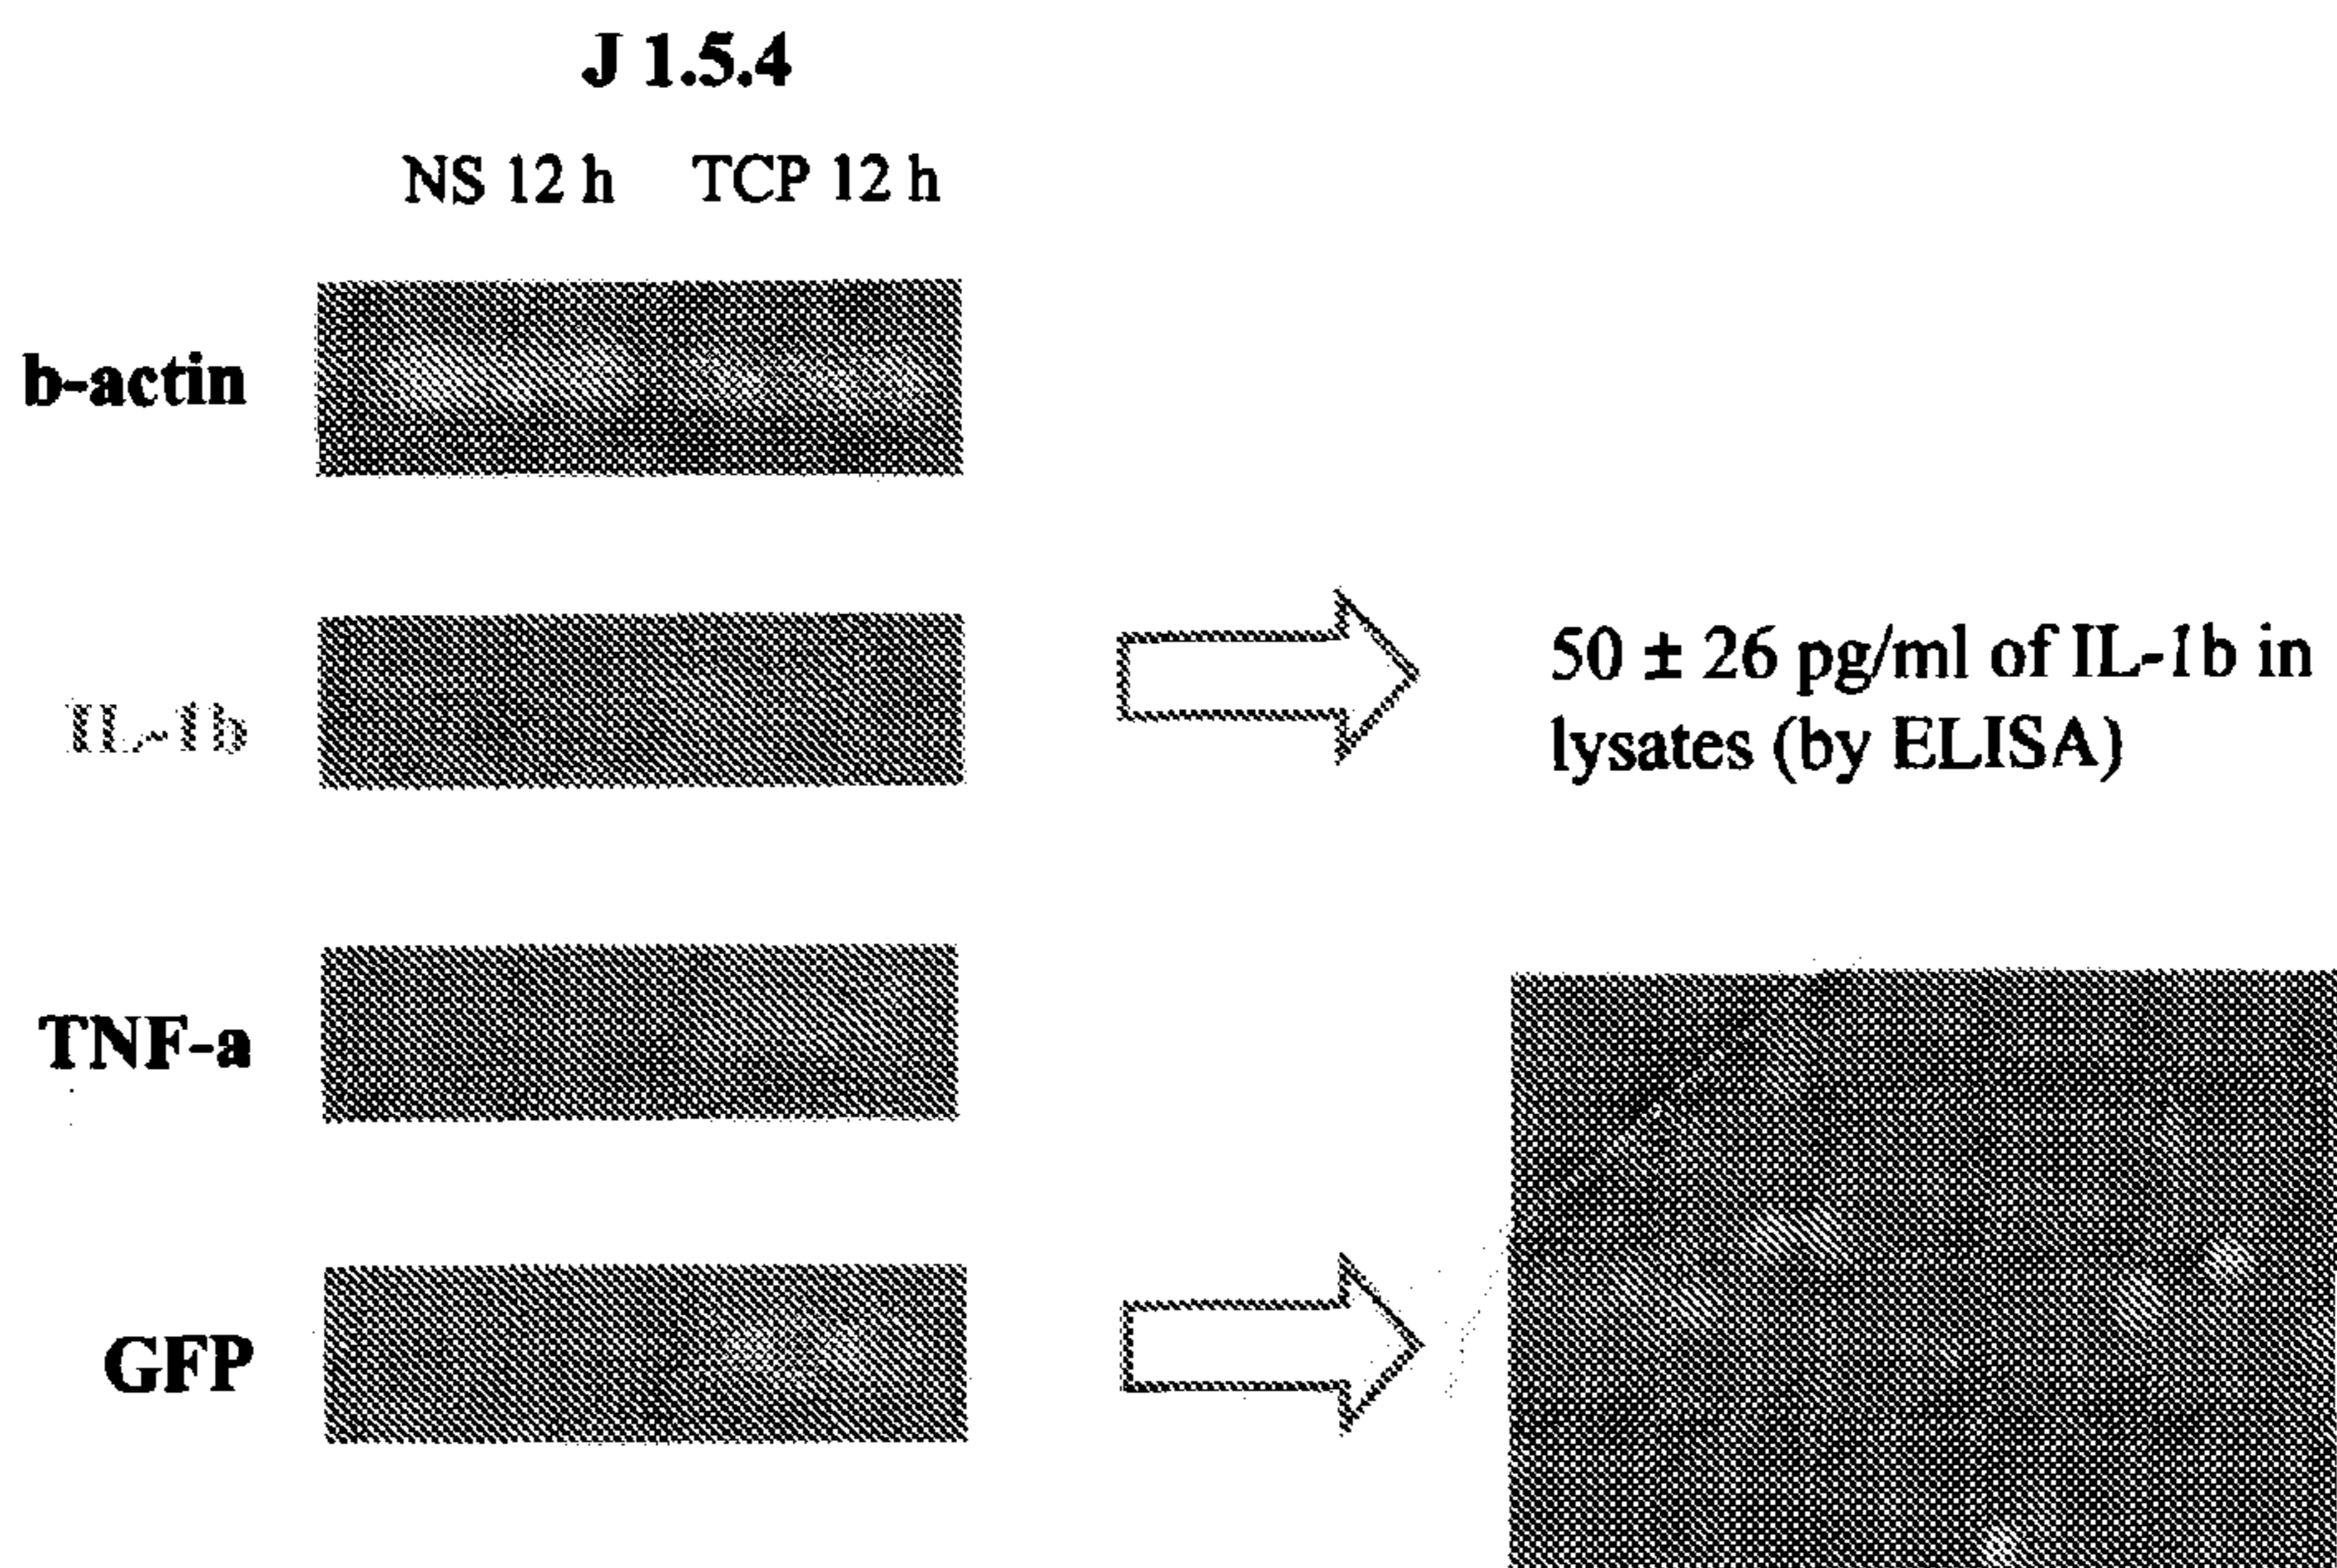 J 1.5.4
NS 12 h TCP 12 h
b-actin
IL-1b
50 ± 26 pg/ml of IL-1b in
lysates (by ELISA)
TNF-a
GFP